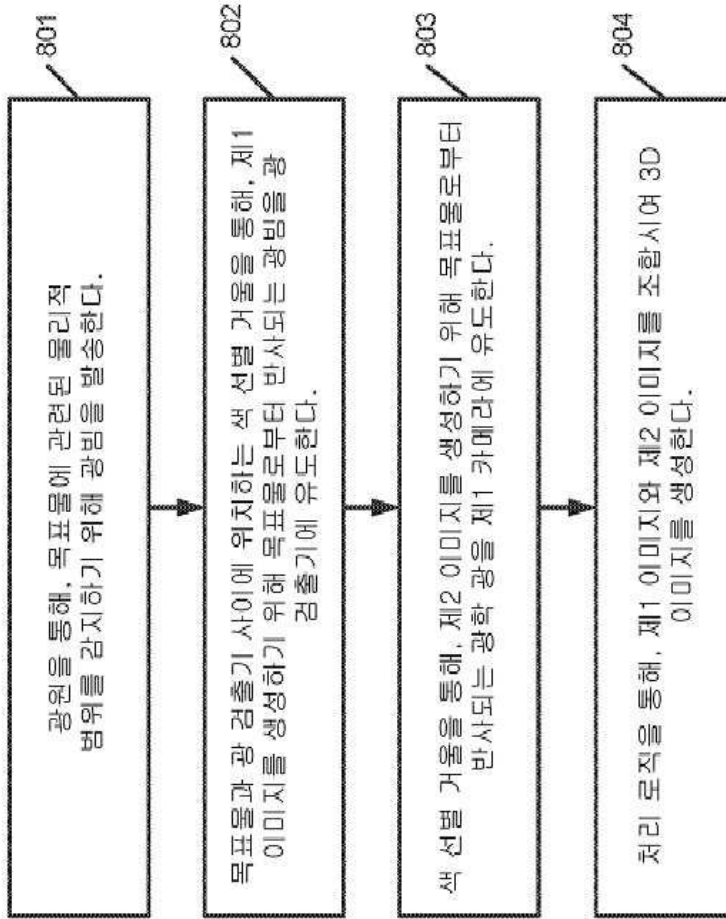 801
광원을 통해, 목표물에 관련된 물리적
범위를 감지하기 위해 광빔을 발송한다.
802
목표물과 광 검출기 사이에 위치하는 색 선별 거울을 통해, 제1
이미지를 생성하기 위해 목표물로부터 반사되는 광빔을 광
검출기에 유도한다.
803
색 선별 거울을 통해, 제2 이미지를 생성하기 위해 목표물로부터
반사되는 광학 광을 제1 카메라에 유도한다.
804
처리 로직을 통해, 제1 이미지와 제2 이미지를 조합시여 3D
이미지를 생성한다.